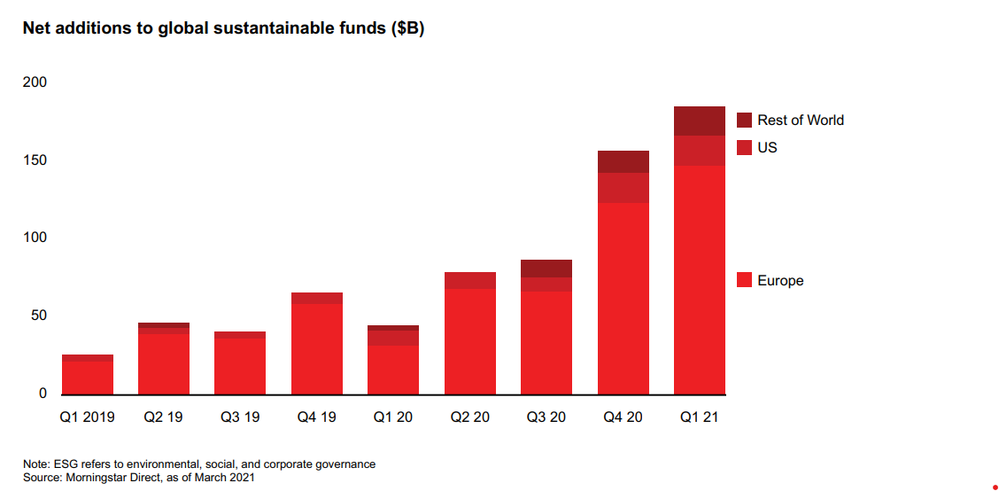 Net additions to global sustantainable funds ($B)
200
150
100
50
0
Rest of World
US
Europe
Q1 2019
Q2 19
Q3 19
Q4 19
Q1 20
Q2 20
Q3 20
Q4 20
Q1 21
Note: ESG refers to environmental, social, and corporate governance
Source: Morningstar Direct, as of March 2021